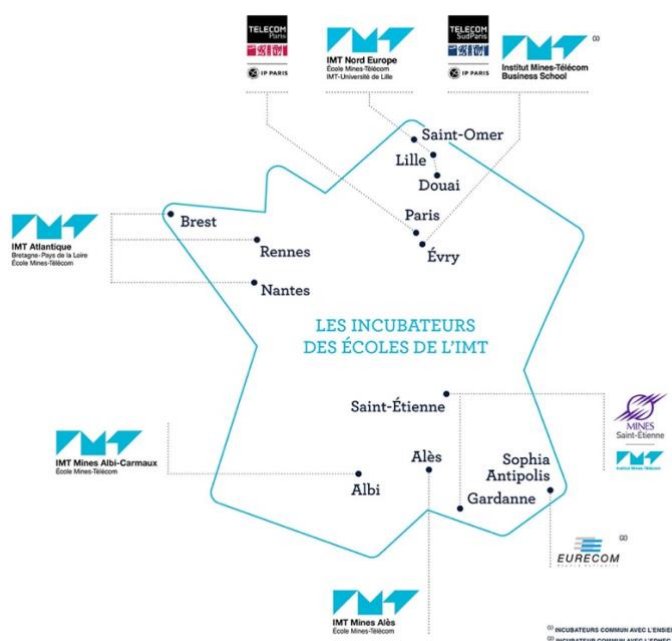 TELECOM
Paris
IP PARIS
IMT Nord Europe
École Mines-Télécom
IMT-Université de Lille
TELECOM
SudParis
IP PARIS
Institut Mines-Télécom
Business School
Saint-Omer
Lille
Douai
Paris
Évry
Brest
Rennes
Nantes
IMT Atlantique
Bretagne-Pays de la Loire
École Mines-Télécom
LES INCUBATEURS
DES ÉCOLES DE L'IMT
Saint-Étienne
MINES
Saint-Étienne
Institut Mines-Télécom
IMT Mines Albi-Carmaux
École Mines-Télécom
Albi
Alès
Sophia
Antipolis
Gardanne
EURECOM
IMT Mines Alès
École Mines-Télécom
INCUBATEURS COMMUN AVEC L'ENSIIE
INCUBATEUR COMMUN AVEC